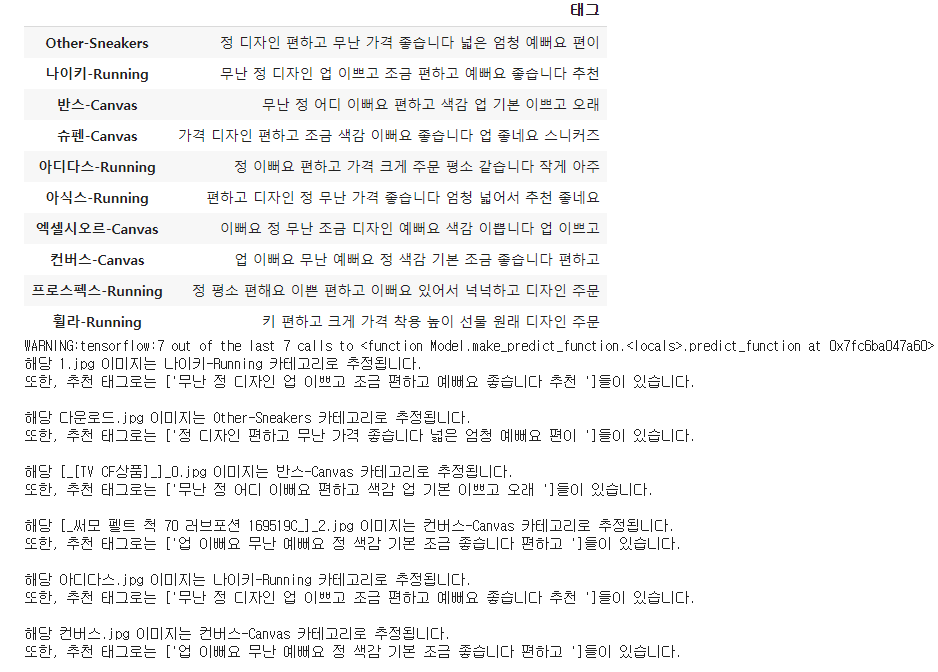 태그
Other-Sneakers 정 디자인 편하고 무난 가격 좋습니다 넓은 엄청 예뻐요 편이
나이키-Running 무난 정 디자인 업 이쁘고 조금 편하고 예뻐요 좋습니다 추천
반스-Canvas 무난 정 어디 이뻐요 편하고 색감 업 기본 이쁘고 오래
슈펜-Canvas 가격 디자인 편하고 조금 색감 이뻐요 좋습니다 업 좋네요 스니커즈
아디다스-Running 정 이뻐요 편하고 가격 크게 주문 평소 같습니다 작게 아주
아식스-Running 편하고 디자인 정 무난 가격 좋습니다 엄청 넓어서 추천 좋네요
엑셀시오르-Canvas 이뻐요 정 무난 조금 디자인 예뻐요 색감 이쁩니다 업 이쁘고
컨버스-Canvas 업 이뻐요 무난 예뻐요 정 색감 기본 조금 좋습니다 편하고
프로스펙스-Running 정 평소 편해요 이쁜 편하고 이뻐요 있어서 넉넉하고 디자인 주문
휠라-Running 키 편하고 크게 가격 착용 높이 선물 원래 디자인 주문
WARNING:tensorflow:7 out of the last 7 calls to <function Model.make_predict_function.<locals>.predict_function at 0x7fc6ba047a60>
해당 1.jpg 이미지는 나이키-Running 카테고리로 추정됩니다.
또한, 추천 태그로는 ['무난 정 디자인 업 이쁘고 조금 편하고 예뻐요 좋습니다 추천 ']들이 있습니다.
해당 다운로드.jpg 이미지는 Other-Sneakers 카테고리로 추정됩니다.
또한, 추천 태그로는 ['정 디자인 편하고 무난 가격 좋습니다 넓은 엄청 예뻐요 편이 ']들이 있습니다.
해당 [_[TV CF상품]_]_0.jpg 이미지는 반스-Canvas 카테고리로 추정됩니다.
또한, 추천 태그로는 ['무난 정 어디 이뻐요 편하고 색감 업 기본 이쁘고 오래 ']들이 있습니다.
해당 [_써모 펠트 척 70 러브포션 169519C_]_2.jpg 이미지는 컨버스-Canvas 카테고리로 추정됩니다.
또한, 추천 태그로는 ['업 이뻐요 무난 예뻐요 정 색감 기본 조금 좋습니다 편하고 ']들이 있습니다.
해당 아디다스.jpg 이미지는 나이키-Running 카테고리로 추정됩니다.
또한, 추천 태그로는 ['무난 정 디자인 업 이쁘고 조금 편하고 예뻐요 좋습니다 추천 ']들이 있습니다.
해당 컨버스.jpg 이미지는 컨버스-Canvas 카테고리로 추정됩니다.
또한, 추천 태그로는 ['업 이뻐요 무난 예뻐요 정 색감 기본 조금 좋습니다 편하고 ']들이 있습니다.